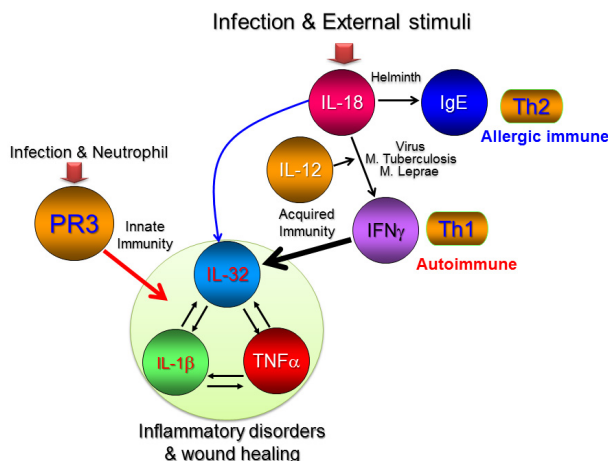 Infection & External stimuli
IL-18
Helminth
IgE
Th2
Allergic immune
IL-12
Virus
M. Tuberculosis
M. Leprae
Infection & Neutrophil
PR3
Innate
Immunity
Acquired
Immunity
IFNγ
Th1
Autoimmune
IL-32
IL-1β
TNFα
Inflammatory disorders
& wound healing